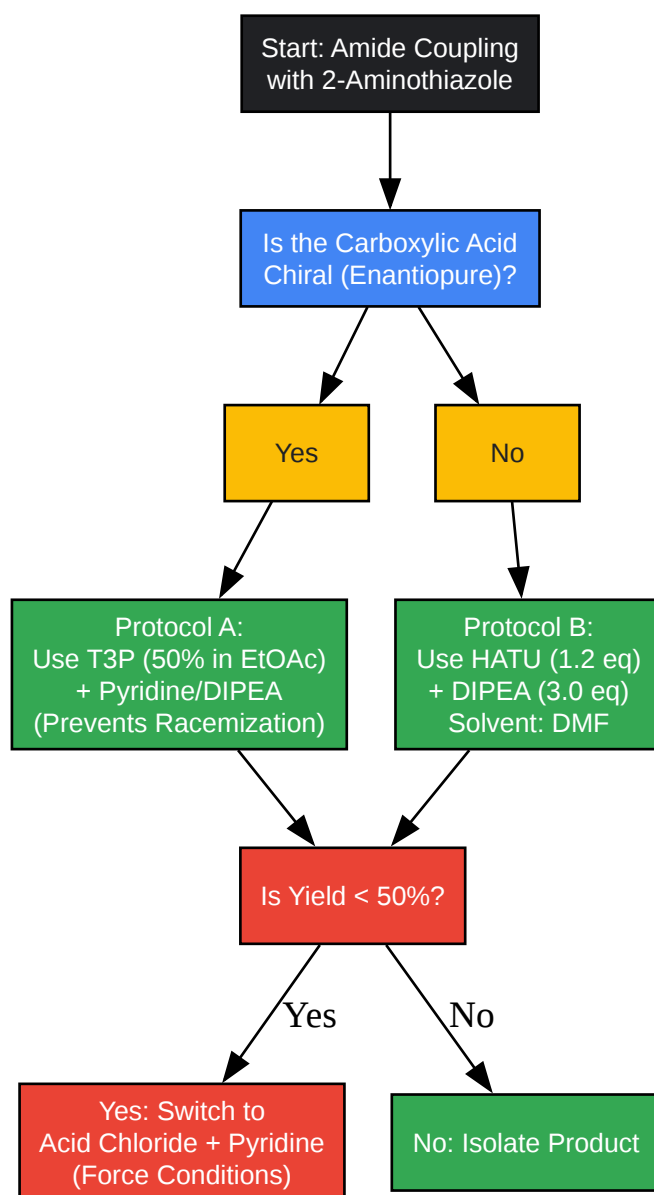 Start: Amide Coupling
with 2-Aminothiazole
Is the Carboxylic Acid
Chiral (Enantiopure)?
Yes
No
Protocol A:
Use T3P (50% in EtOAc)
+ Pyridine/DIPEA
(Prevents Racemization)
Protocol B:
Use HATU (1.2 eq)
+ DIPEA (3.0 eq)
Solvent: DMF
Is Yield < 50%?
Yes
No
Yes: Switch to
Acid Chloride + Pyridine
(Force Conditions)
No: Isolate Product